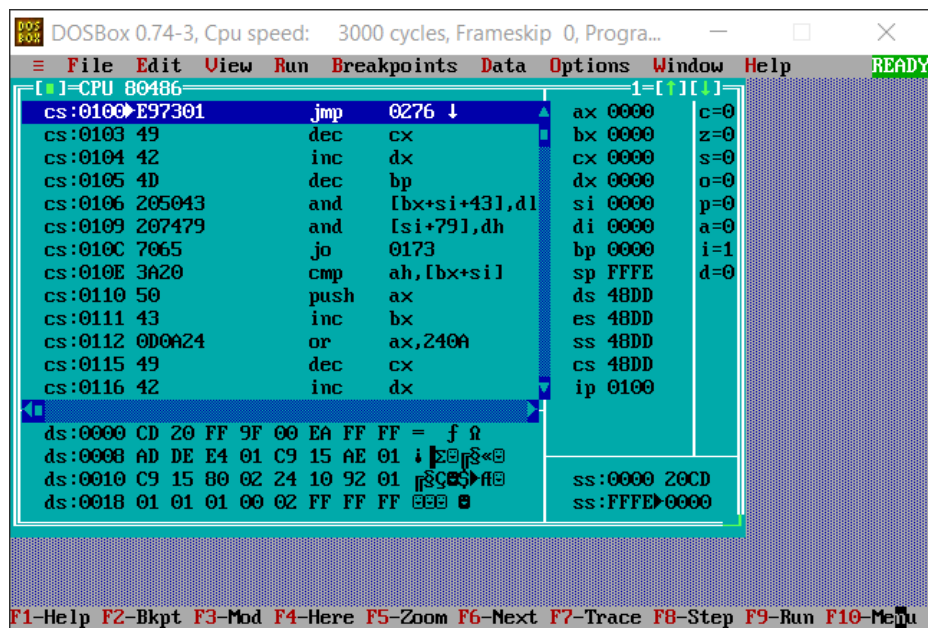 DOSBox 0.74-3, Cpu speed: 3000 cycles, Frameskip 0, Progra...
≡ File Edit View Run Breakpoints Data Options Window Help READY
[■]=CPU 80486 1=[↑][↓]
cs:0100►E97301 jmp 0276 ↓ ax 0000 c=0
cs:0103 49 dec cx bx 0000 z=0
cs:0104 42 inc dx cx 0000 s=0
cs:0105 4D dec bp dx 0000 o=0
cs:0106 205043 and [bx+si+43],dl si 0000 p=0
cs:0109 207479 and [si+79],dh di 0000 a=0
cs:010C 7065 jo 0173 bp 0000 i=1
cs:010E 3A20 cmp ah,[bx+si] sp FFFE d=0
cs:0110 50 push ax ds 48DD
cs:0111 43 inc bx es 48DD
cs:0112 0D0A24 or ax,240A ss 48DD
cs:0115 49 dec cx cs 48DD
cs:0116 42 inc dx ip 0100
ds:0000 CD 20 FF 9F 00 EA FF FF = ƒ Ω
ds:0008 AD DE E4 01 C9 15 AE 01 ¡▐Σ☺╔§«☺
ds:0010 C9 15 80 02 24 10 92 01 ╔§Ç☻$►Æ☺ ss:0000 20CD
ds:0018 01 01 01 00 02 FF FF FF ☺☺☺ ☻ ss:FFFE►0000
F1-Help F2-Bkpt F3-Mod F4-Here F5-Zoom F6-Next F7-Trace F8-Step F9-Run F10-Menu